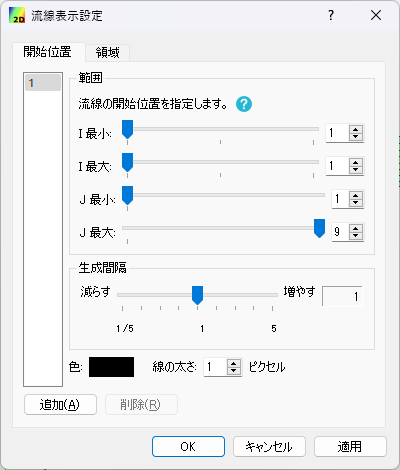 2D 流線表示設定
開始位置 領域
1
範囲
流線の開始位置を指定します。 ?
I 最小: 1
I 最大: 1
J 最小: 1
J 最大: 9
生成間隔
減らす 増やす 1
1/5 1 5
色: 線の太さ: 1 ピクセル
追加(A) 削除(R)
OK キャンセル 適用